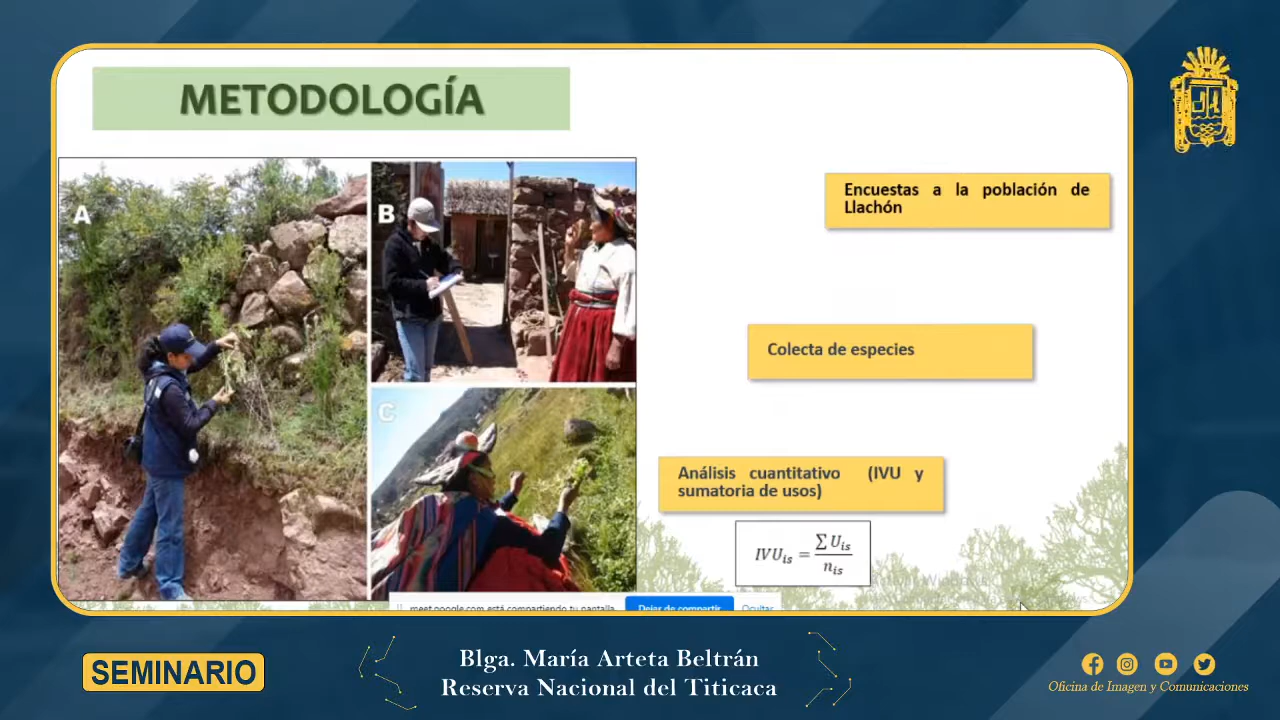 METODOLOGÍA
A
B
C
Encuestas a la población de
Llachón
Colecta de especies
Análisis cuantitativo (IVU y
sumatoria de usos)
IVU_is = ∑ U_is / n_is
meet.google.com está compartiendo tu pantalla.
Dejar de compartir
Ocultar
SEMINARIO
Blga. María Arteta Beltrán
Reserva Nacional del Titicaca
Oficina de Imagen y Comunicaciones